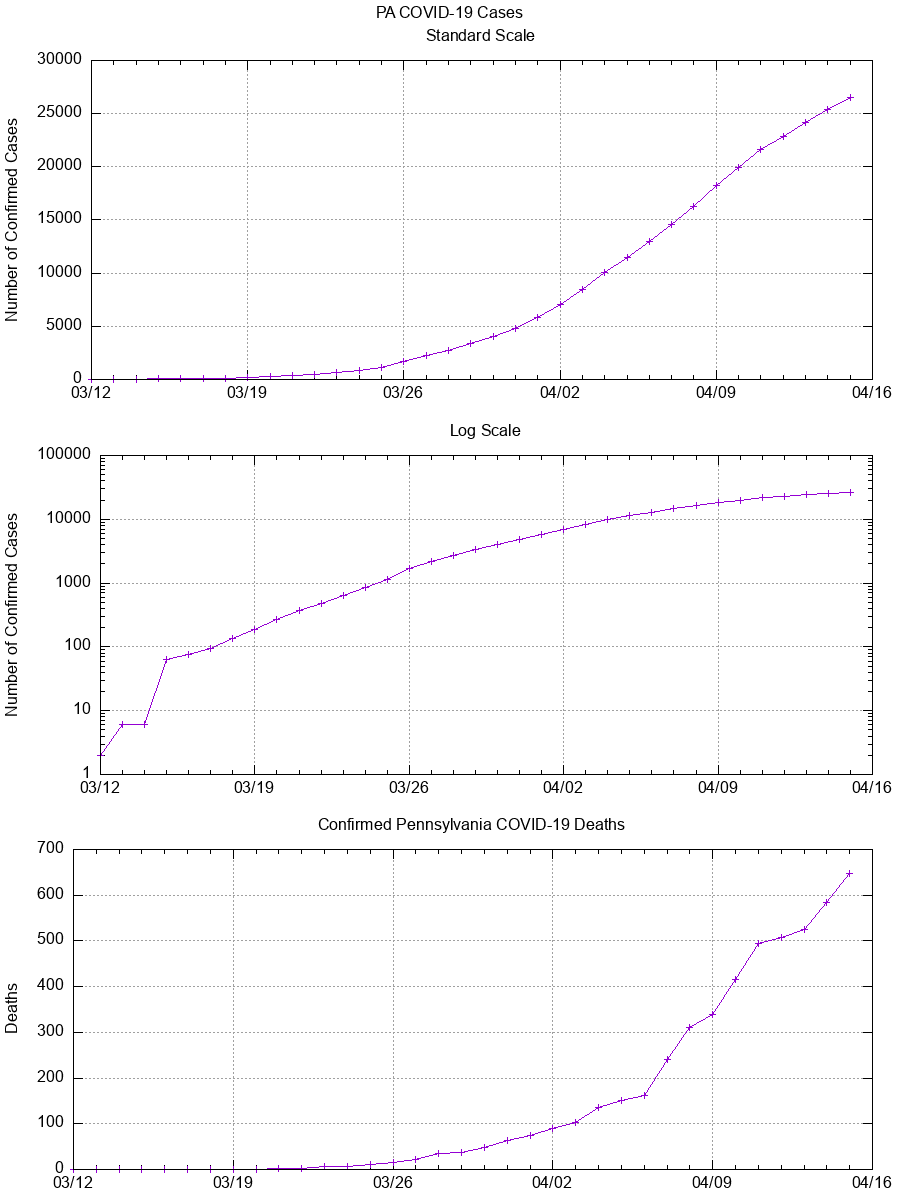 PA COVID-19 Cases
Standard Scale
30000
25000
20000
15000
10000
5000
0
Number of Confirmed Cases
03/12 03/19 03/26 04/02 04/09 04/16
Log Scale
100000
10000
1000
100
10
1
Number of Confirmed Cases
03/12 03/19 03/26 04/02 04/09 04/16
Confirmed Pennsylvania COVID-19 Deaths
700
600
500
400
300
200
100
0
Deaths
03/12 03/19 03/26 04/02 04/09 04/16